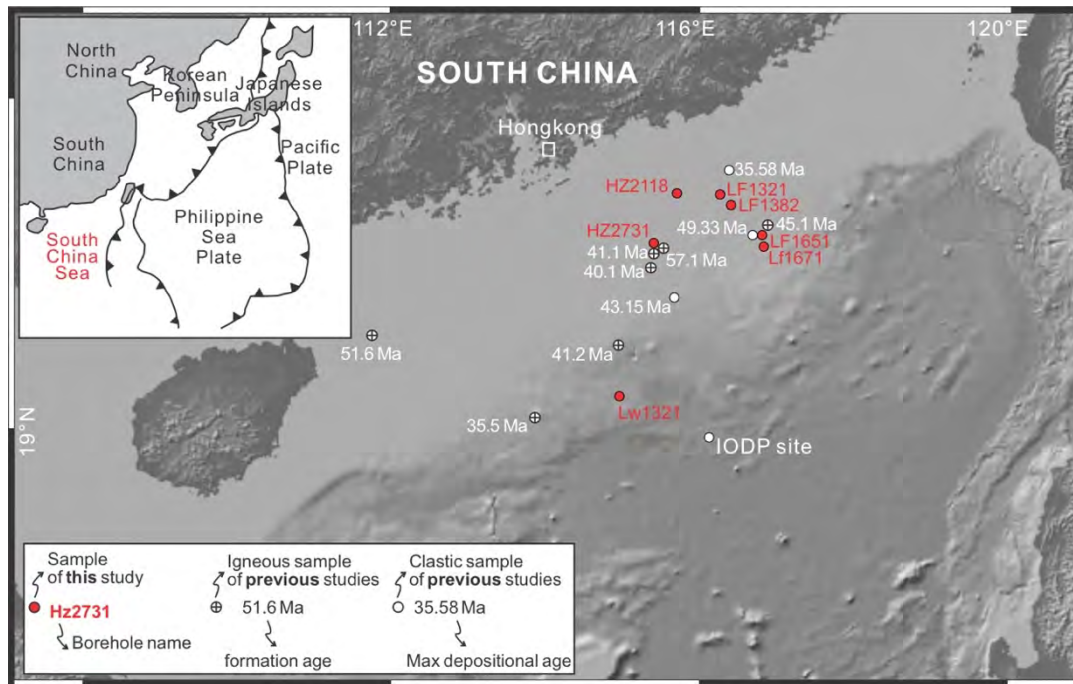 112°E
116°E
120°E
North
China
Korean
Peninsula
Japanese
Islands
South
China
Pacific
Plate
Philippine
Sea
Plate
South
China
Sea
SOUTH CHINA
Hongkong
35.58 Ma
HZ2118
LF1321
LF1382
HZ2731
49.33 Ma
45.1 Ma
41.1 Ma
LF1651
57.1 Ma
Lf1671
40.1 Ma
43.15 Ma
51.6 Ma
41.2 Ma
Lw1321
35.5 Ma
19°N
IODP site
Sample
of this study
Hz2731
Borehole name
Igneous sample
of previous studies
51.6 Ma
formation age
Clastic sample
of previous studies
35.58 Ma
Max depositional age